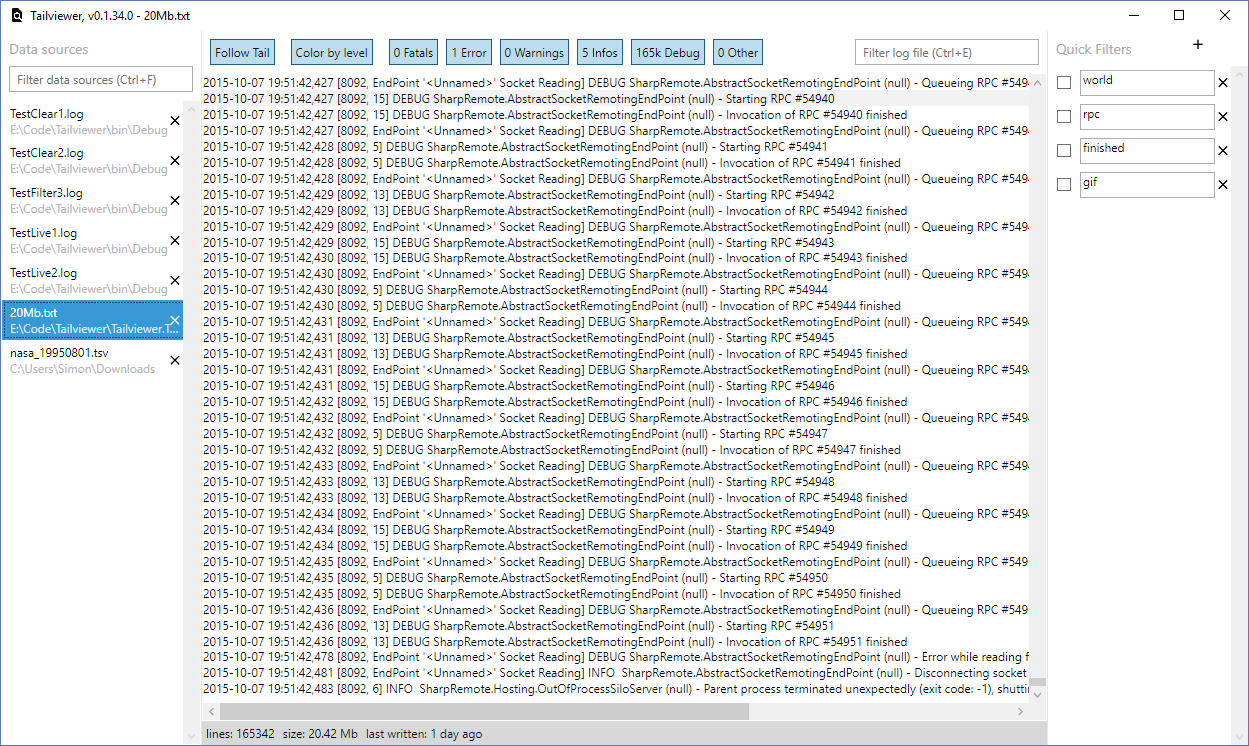 Tailviewer, v0.1.34.0 - 20Mb.txt
Data sources
Filter data sources (Ctrl+F)
TestClear1.log
E:\Code\Tailviewer\bin\Debug
TestClear2.log
E:\Code\Tailviewer\bin\Debug
TestFilter3.log
E:\Code\Tailviewer\bin\Debug
TestLive1.log
E:\Code\Tailviewer\bin\Debug
TestLive2.log
E:\Code\Tailviewer\bin\Debug
20Mb.txt
E:\Code\Tailviewer\Tailviewer.T...
nasa_19950801.tsv
C:\Users\Simon\Downloads
Follow Tail Color by level 0 Fatals 1 Error 0 Warnings 5 Infos 165k Debug 0 Other Filter log file (Ctrl+E)
2015-10-07 19:51:42,427 [8092, EndPoint '<Unnamed>' Socket Reading] DEBUG SharpRemote.AbstractSocketRemotingEndPoint (null) - Queueing RPC #5494
2015-10-07 19:51:42,427 [8092, 15] DEBUG SharpRemote.AbstractSocketRemotingEndPoint (null) - Starting RPC #54940
2015-10-07 19:51:42,427 [8092, 15] DEBUG SharpRemote.AbstractSocketRemotingEndPoint (null) - Invocation of RPC #54940 finished
2015-10-07 19:51:42,427 [8092, EndPoint '<Unnamed>' Socket Reading] DEBUG SharpRemote.AbstractSocketRemotingEndPoint (null) - Queueing RPC #5494
2015-10-07 19:51:42,428 [8092, 5] DEBUG SharpRemote.AbstractSocketRemotingEndPoint (null) - Starting RPC #54941
2015-10-07 19:51:42,428 [8092, 5] DEBUG SharpRemote.AbstractSocketRemotingEndPoint (null) - Invocation of RPC #54941 finished
2015-10-07 19:51:42,428 [8092, EndPoint '<Unnamed>' Socket Reading] DEBUG SharpRemote.AbstractSocketRemotingEndPoint (null) - Queueing RPC #5494
2015-10-07 19:51:42,429 [8092, 13] DEBUG SharpRemote.AbstractSocketRemotingEndPoint (null) - Starting RPC #54942
2015-10-07 19:51:42,429 [8092, 13] DEBUG SharpRemote.AbstractSocketRemotingEndPoint (null) - Invocation of RPC #54942 finished
2015-10-07 19:51:42,429 [8092, EndPoint '<Unnamed>' Socket Reading] DEBUG SharpRemote.AbstractSocketRemotingEndPoint (null) - Queueing RPC #5494
2015-10-07 19:51:42,429 [8092, 15] DEBUG SharpRemote.AbstractSocketRemotingEndPoint (null) - Starting RPC #54943
2015-10-07 19:51:42,430 [8092, 15] DEBUG SharpRemote.AbstractSocketRemotingEndPoint (null) - Invocation of RPC #54943 finished
2015-10-07 19:51:42,430 [8092, EndPoint '<Unnamed>' Socket Reading] DEBUG SharpRemote.AbstractSocketRemotingEndPoint (null) - Queueing RPC #5494
2015-10-07 19:51:42,430 [8092, 5] DEBUG SharpRemote.AbstractSocketRemotingEndPoint (null) - Starting RPC #54944
2015-10-07 19:51:42,430 [8092, 5] DEBUG SharpRemote.AbstractSocketRemotingEndPoint (null) - Invocation of RPC #54944 finished
2015-10-07 19:51:42,431 [8092, EndPoint '<Unnamed>' Socket Reading] DEBUG SharpRemote.AbstractSocketRemotingEndPoint (null) - Queueing RPC #5494
2015-10-07 19:51:42,431 [8092, 13] DEBUG SharpRemote.AbstractSocketRemotingEndPoint (null) - Starting RPC #54945
2015-10-07 19:51:42,431 [8092, 13] DEBUG SharpRemote.AbstractSocketRemotingEndPoint (null) - Invocation of RPC #54945 finished
2015-10-07 19:51:42,431 [8092, EndPoint '<Unnamed>' Socket Reading] DEBUG SharpRemote.AbstractSocketRemotingEndPoint (null) - Queueing RPC #5494
2015-10-07 19:51:42,431 [8092, 15] DEBUG SharpRemote.AbstractSocketRemotingEndPoint (null) - Starting RPC #54946
2015-10-07 19:51:42,432 [8092, 15] DEBUG SharpRemote.AbstractSocketRemotingEndPoint (null) - Invocation of RPC #54946 finished
2015-10-07 19:51:42,432 [8092, EndPoint '<Unnamed>' Socket Reading] DEBUG SharpRemote.AbstractSocketRemotingEndPoint (null) - Queueing RPC #5494
2015-10-07 19:51:42,432 [8092, 5] DEBUG SharpRemote.AbstractSocketRemotingEndPoint (null) - Starting RPC #54947
2015-10-07 19:51:42,432 [8092, 5] DEBUG SharpRemote.AbstractSocketRemotingEndPoint (null) - Invocation of RPC #54947 finished
2015-10-07 19:51:42,433 [8092, EndPoint '<Unnamed>' Socket Reading] DEBUG SharpRemote.AbstractSocketRemotingEndPoint (null) - Queueing RPC #5494
2015-10-07 19:51:42,433 [8092, 13] DEBUG SharpRemote.AbstractSocketRemotingEndPoint (null) - Starting RPC #54948
2015-10-07 19:51:42,433 [8092, 13] DEBUG SharpRemote.AbstractSocketRemotingEndPoint (null) - Invocation of RPC #54948 finished
2015-10-07 19:51:42,434 [8092, EndPoint '<Unnamed>' Socket Reading] DEBUG SharpRemote.AbstractSocketRemotingEndPoint (null) - Queueing RPC #5494
2015-10-07 19:51:42,434 [8092, 15] DEBUG SharpRemote.AbstractSocketRemotingEndPoint (null) - Starting RPC #54949
2015-10-07 19:51:42,434 [8092, 15] DEBUG SharpRemote.AbstractSocketRemotingEndPoint (null) - Invocation of RPC #54949 finished
2015-10-07 19:51:42,435 [8092, EndPoint '<Unnamed>' Socket Reading] DEBUG SharpRemote.AbstractSocketRemotingEndPoint (null) - Queueing RPC #549
2015-10-07 19:51:42,435 [8092, 5] DEBUG SharpRemote.AbstractSocketRemotingEndPoint (null) - Starting RPC #54950
2015-10-07 19:51:42,435 [8092, 5] DEBUG SharpRemote.AbstractSocketRemotingEndPoint (null) - Invocation of RPC #54950 finished
2015-10-07 19:51:42,436 [8092, EndPoint '<Unnamed>' Socket Reading] DEBUG SharpRemote.AbstractSocketRemotingEndPoint (null) - Queueing RPC #549
2015-10-07 19:51:42,436 [8092, 13] DEBUG SharpRemote.AbstractSocketRemotingEndPoint (null) - Starting RPC #54951
2015-10-07 19:51:42,436 [8092, 13] DEBUG SharpRemote.AbstractSocketRemotingEndPoint (null) - Invocation of RPC #54951 finished
2015-10-07 19:51:42,478 [8092, EndPoint '<Unnamed>' Socket Reading] DEBUG SharpRemote.AbstractSocketRemotingEndPoint (null) - Error while reading f
2015-10-07 19:51:42,481 [8092, EndPoint '<Unnamed>' Socket Reading] INFO SharpRemote.AbstractSocketRemotingEndPoint (null) - Disconnecting socket
2015-10-07 19:51:42,483 [8092, 6] INFO SharpRemote.Hosting.OutOfProcessSiloServer (null) - Parent process terminated unexpectedly (exit code: -1), shutti
lines: 165342 size: 20.42 Mb last written: 1 day ago
Quick Filters
world
rpc
finished
gif